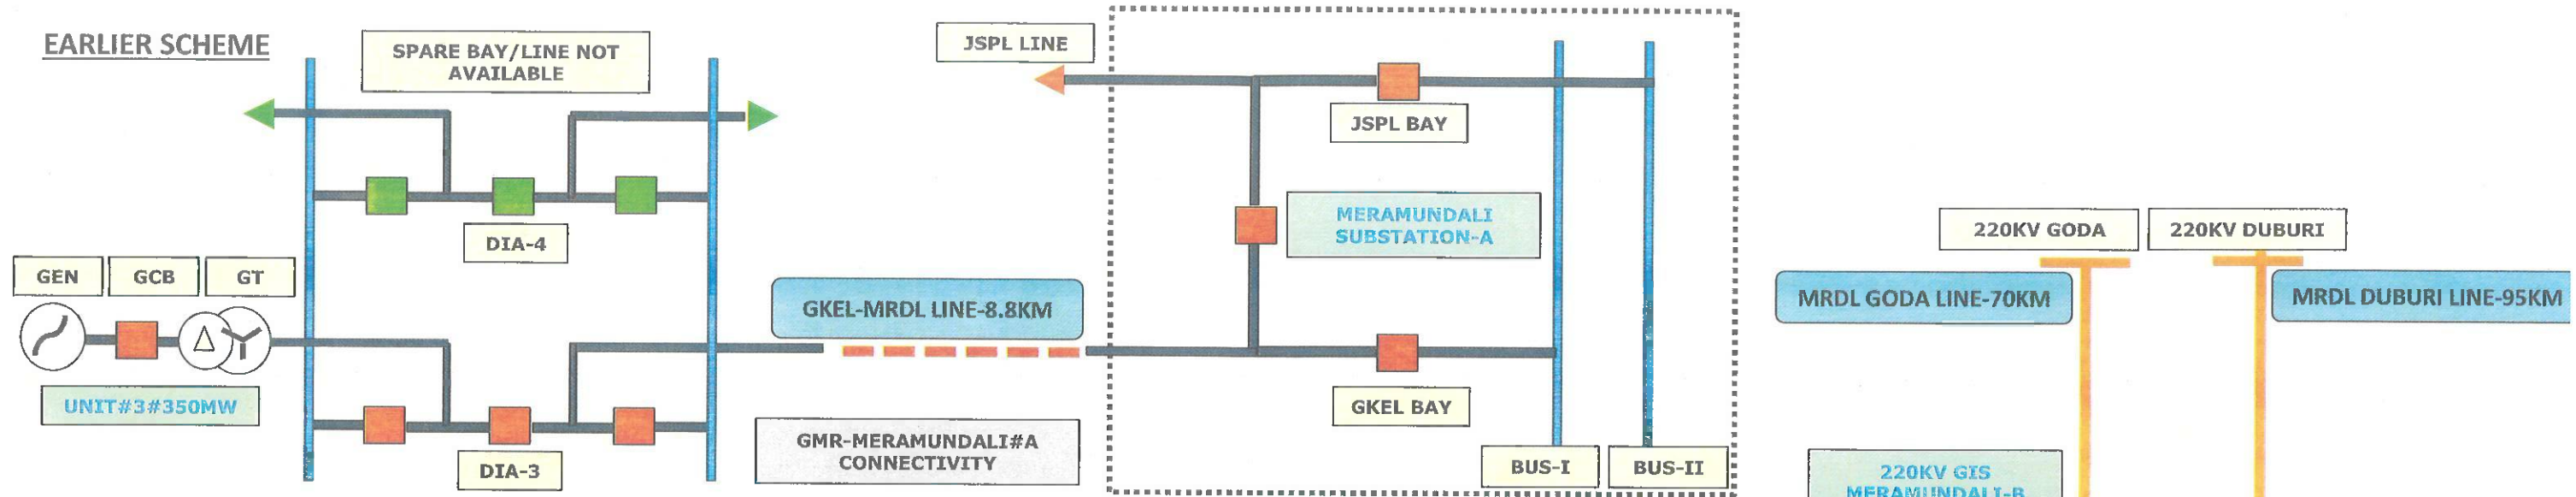 EARLIER SCHEME
SPARE BAY/LINE NOT
AVAILABLE
DIA-4
GEN
GCB
GT
UNIT#3#350MW
DIA-3
GKEL-MRDL LINE-8.8KM
GMR-MERAMUNDALI#A
CONNECTIVITY
JSPL LINE
JSPL BAY
MERAMUNDALI
SUBSTATION-A
GKEL BAY
BUS-I
BUS-II
220KV GODA
220KV DUBURI
MRDL GODA LINE-70KM
MRDL DUBURI LINE-95KM
220KV GIS
MERAMUNDALI-B